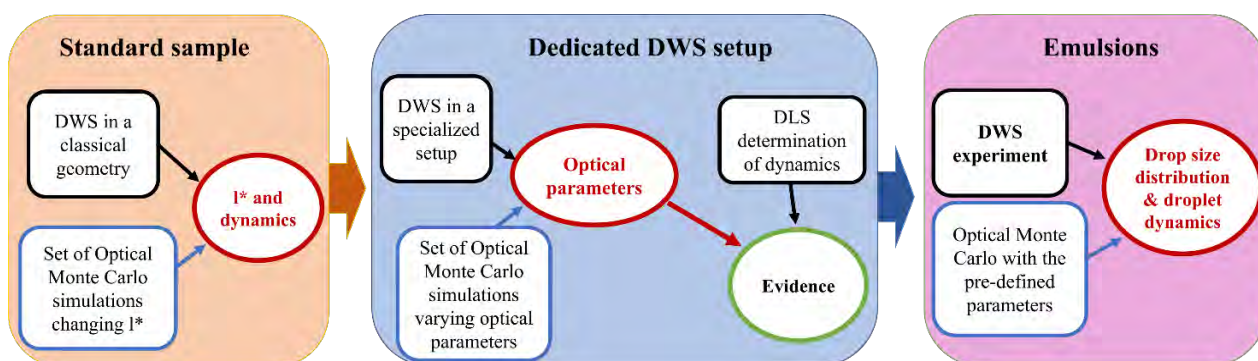 Standard sample
DWS in a
classical
geometry
l* and
dynamics
Set of Optical
Monte Carlo
simulations
changing l*
Dedicated DWS setup
DWS in a
specialized
setup
Optical
parameters
DLS
determination
of dynamics
Set of Optical
Monte Carlo
simulations
varying optical
parameters
Evidence
Emulsions
DWS
experiment
Drop size
distribution
& droplet
dynamics
Optical Monte
Carlo with the
pre-defined
parameters